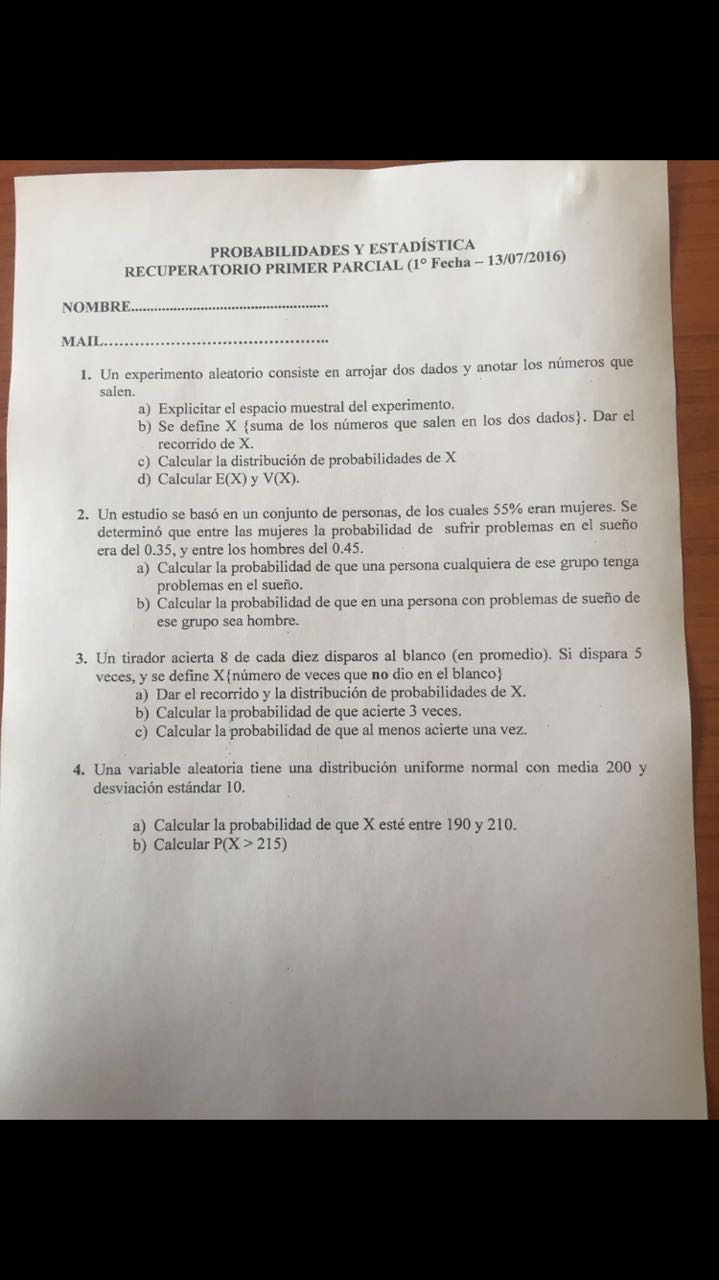 PROBABILIDADES Y ESTADÍSTICA
RECUPERATORIO PRIMER PARCIAL (1° Fecha – 13/07/2016)
NOMBRE....................................................
MAIL..........................................
1. Un experimento aleatorio consiste en arrojar dos dados y anotar los números que
salen.
a) Explicitar el espacio muestral del experimento.
b) Se define X {suma de los números que salen en los dos dados}. Dar el
recorrido de X.
c) Calcular la distribución de probabilidades de X
d) Calcular E(X) y V(X).
2. Un estudio se basó en un conjunto de personas, de los cuales 55% eran mujeres. Se
determinó que entre las mujeres la probabilidad de sufrir problemas en el sueño
era del 0.35, y entre los hombres del 0.45.
a) Calcular la probabilidad de que una persona cualquiera de ese grupo tenga
problemas en el sueño.
b) Calcular la probabilidad de que en una persona con problemas de sueño de
ese grupo sea hombre.
3. Un tirador acierta 8 de cada diez disparos al blanco (en promedio). Si dispara 5
veces, y se define X{número de veces que no dio en el blanco}
a) Dar el recorrido y la distribución de probabilidades de X.
b) Calcular la probabilidad de que acierte 3 veces.
c) Calcular la probabilidad de que al menos acierte una vez.
4. Una variable aleatoria tiene una distribución uniforme normal con media 200 y
desviación estándar 10.
a) Calcular la probabilidad de que X esté entre 190 y 210.
b) Calcular P(X > 215)